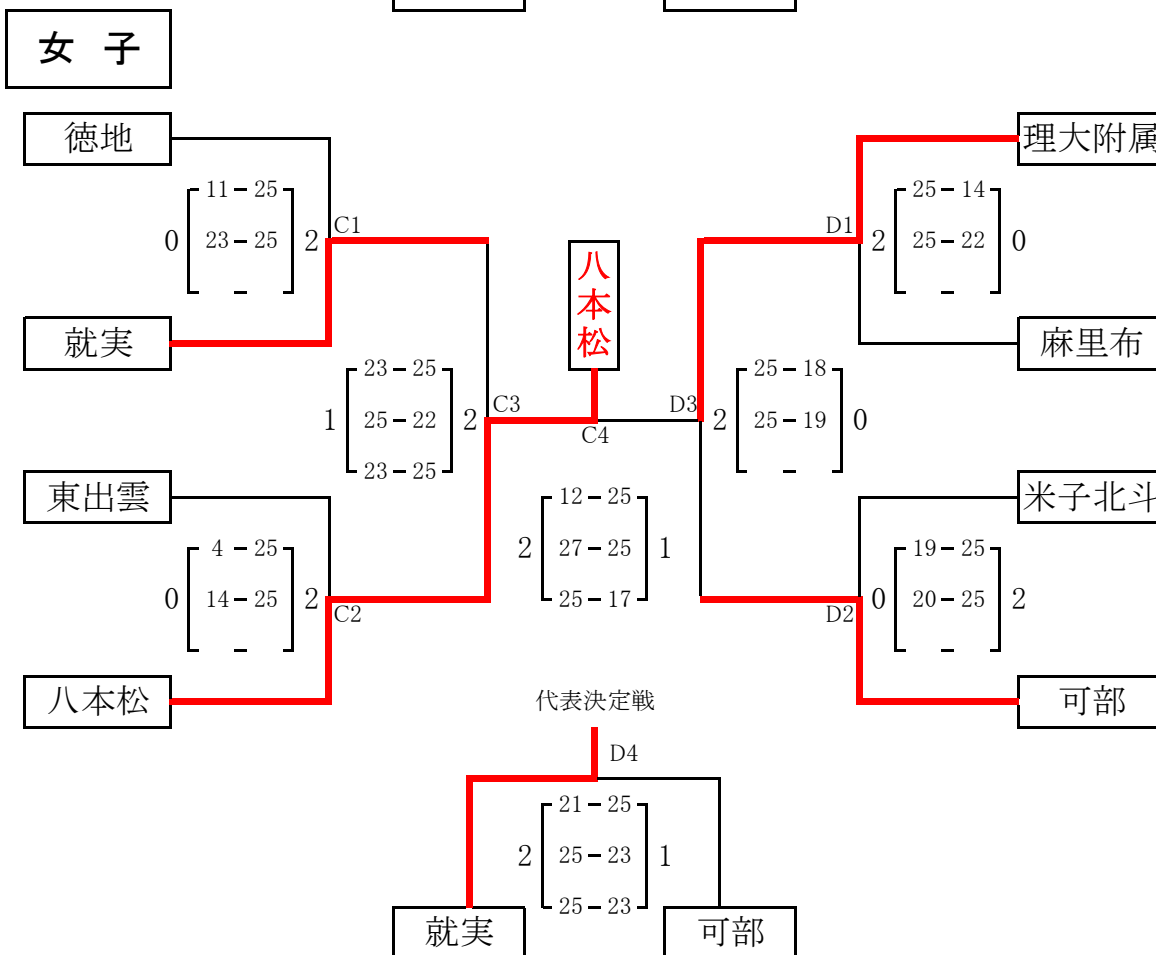 女 子
徳地
理大附属
11 - 25
25 - 14
0
23 - 25
2
C1
D1
2
25 - 22
0
-
-
就実
八本松
麻里布
23 - 25
25 - 18
1
25 - 22
2
C3
D3
2
25 - 19
0
C4
23 - 25
-
東出雲
米子北斗
12 - 25
4 - 25
2
27 - 25
1
19 - 25
0
14 - 25
2
C2
25 - 17
D2
0
20 - 25
2
-
-
八本松
代表決定戦
可部
D4
21 - 25
2
25 - 23
1
25 - 23
就実
可部